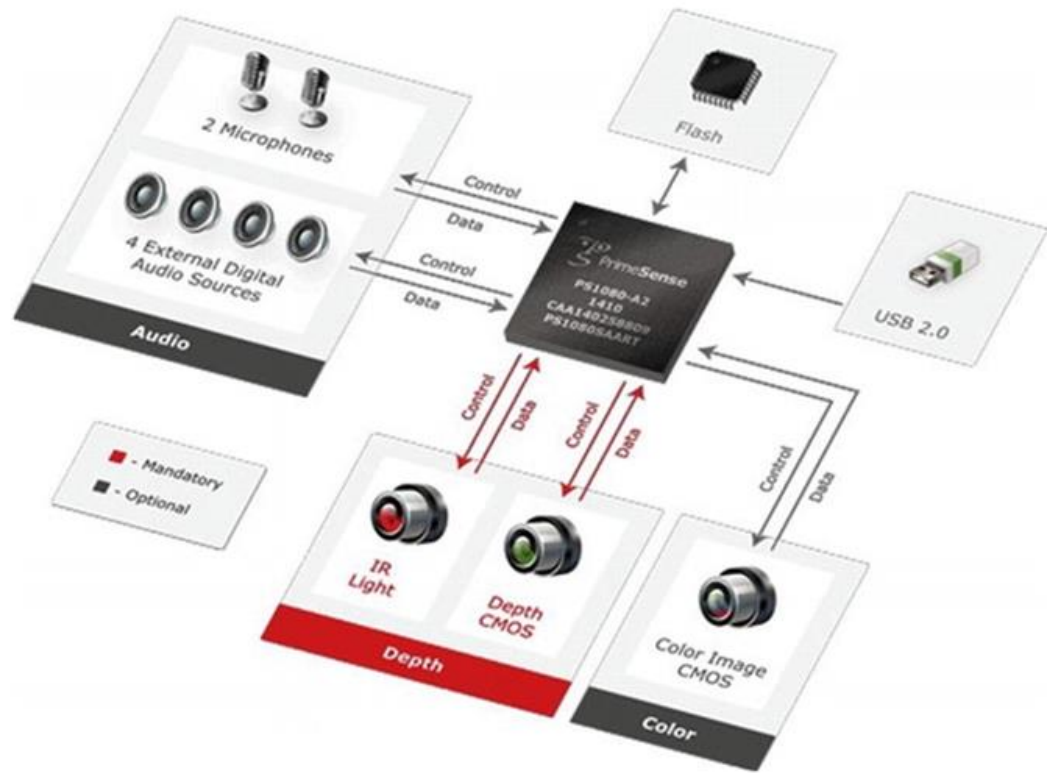 2 Microphones
4 External Digital
Audio Sources
Audio
Flash
USB 2.0
Control
Data
Control
Data
PrimeSense
PS1080-A2
1410
CAA140258809
PS1080SAART
Control
Data
Control
Data
Control
Data
- Mandatory
- Optional
IR
Light
Depth
CMOS
Depth
Color Image
CMOS
Color